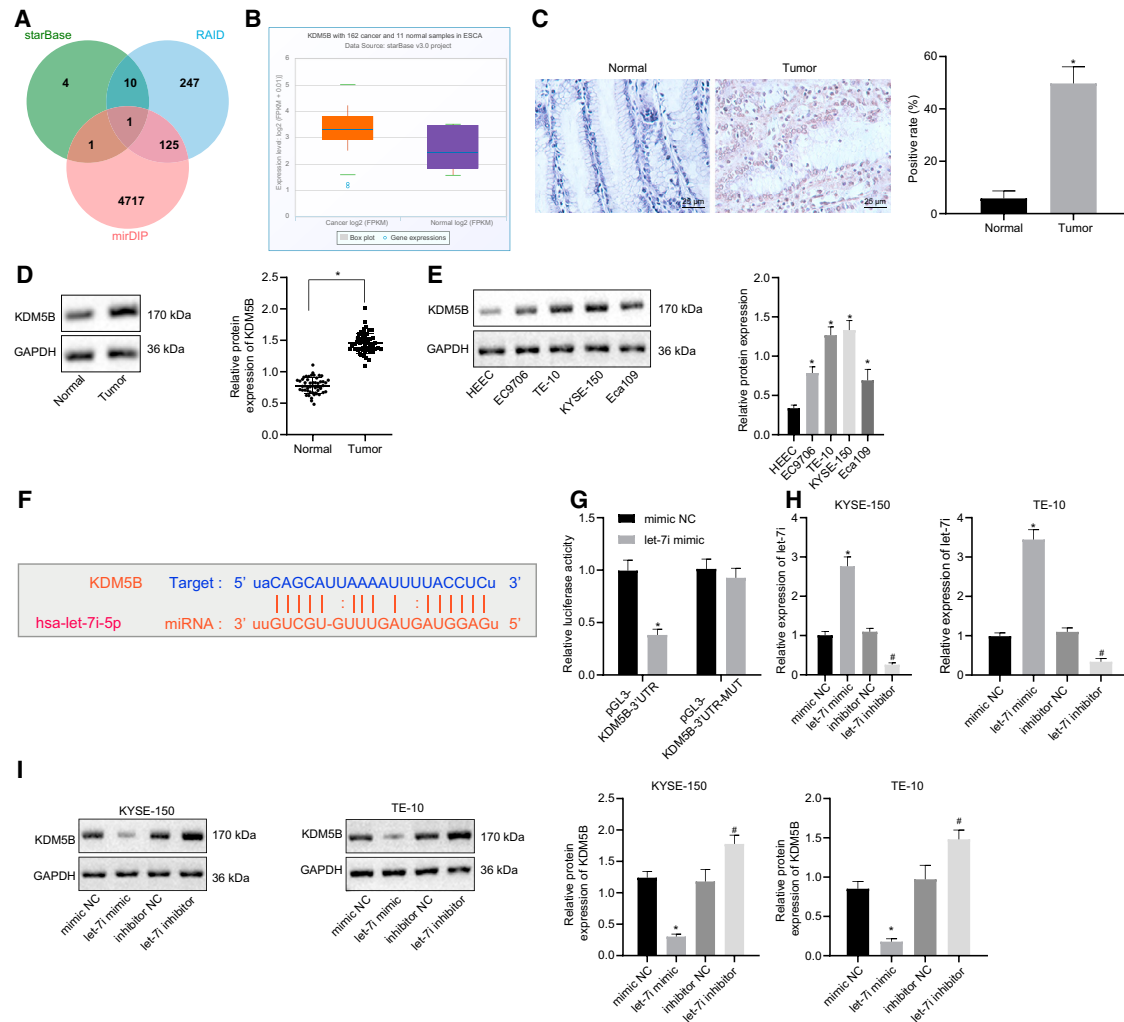 A
starBase
RAID
4
10
247
1
1
125
4717
mirDIP
B
KDM5B with 162 cancer and 11 normal samples in ESCA
Data Source: starBase v3.0 project
Expression level: log2 (FPKM + 0.01)]
6
5
4
3
2
1
0
Cancer log2 (FPKM)
Normal log2 (FPKM)
Box plot
Gene expressions
C
Normal
Tumor
25 µm
25 µm
Positive rate (%)
60
40
20
0
*
Normal
Tumor
D
KDM5B
170 kDa
GAPDH
36 kDa
Normal
Tumor
Relative protein
expression of KDM5B
2.5
2.0
1.5
1.0
0.5
0.0
*
Normal
Tumor
E
KDM5B
170 kDa
GAPDH
36 kDa
HEEC
EC9706
TE-10
KYSE-150
Eca109
Relative protein expression
2.0
1.5
1.0
0.5
0.0
*
*
*
*
HEEC
EC9706
TE-10
KYSE-150
Eca109
F
KDM5B Target : 5' uaCAGCAUUAAAAUUUUACCUCu 3'
hsa-let-7i-5p miRNA : 3' uuGUCGU-GUUUGAUGAUGGAGu 5'
G
mimic NC
let-7i mimic
Relative luciferase acticity
1.5
1.0
0.5
0.0
*
pGL3-
KDM5B-3'UTR
pGL3-
KDM5B-3'UTR-MUT
H
KYSE-150
Relative expression of let-7i
4
3
2
1
0
*
#
mimic NC
let-7i mimic
inhibitor NC
let-7i inhibitor
TE-10
Relative expression of let-7i
4
3
2
1
0
*
#
mimic NC
let-7i mimic
inhibitor NC
let-7i inhibitor
I
KYSE-150
KDM5B
170 kDa
GAPDH
36 kDa
mimic NC
let-7i mimic
inhibitor NC
let-7i inhibitor
TE-10
KDM5B
170 kDa
GAPDH
36 kDa
mimic NC
let-7i mimic
inhibitor NC
let-7i inhibitor
KYSE-150
Relative protein
expression of KDM5B
2.5
2.0
1.5
1.0
0.5
0.0
*
#
mimic NC
let-7i mimic
inhibitor NC
let-7i inhibitor
TE-10
Relative protein
expression of KDM5B
2.0
1.5
1.0
0.5
0.0
*
#
mimic NC
let-7i mimic
inhibitor NC
let-7i inhibitor